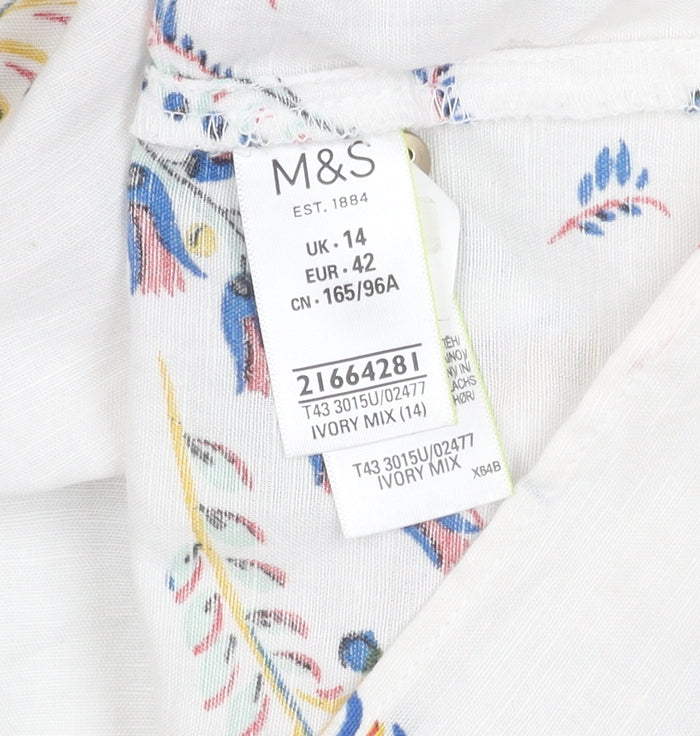 M&S
EST. 1884
UK · 14
EUR · 42
CN · 165/96A
21664281
T43 3015U/02477
IVORY MIX (14)
T43 3015U/02477
IVORY MIX
X64B